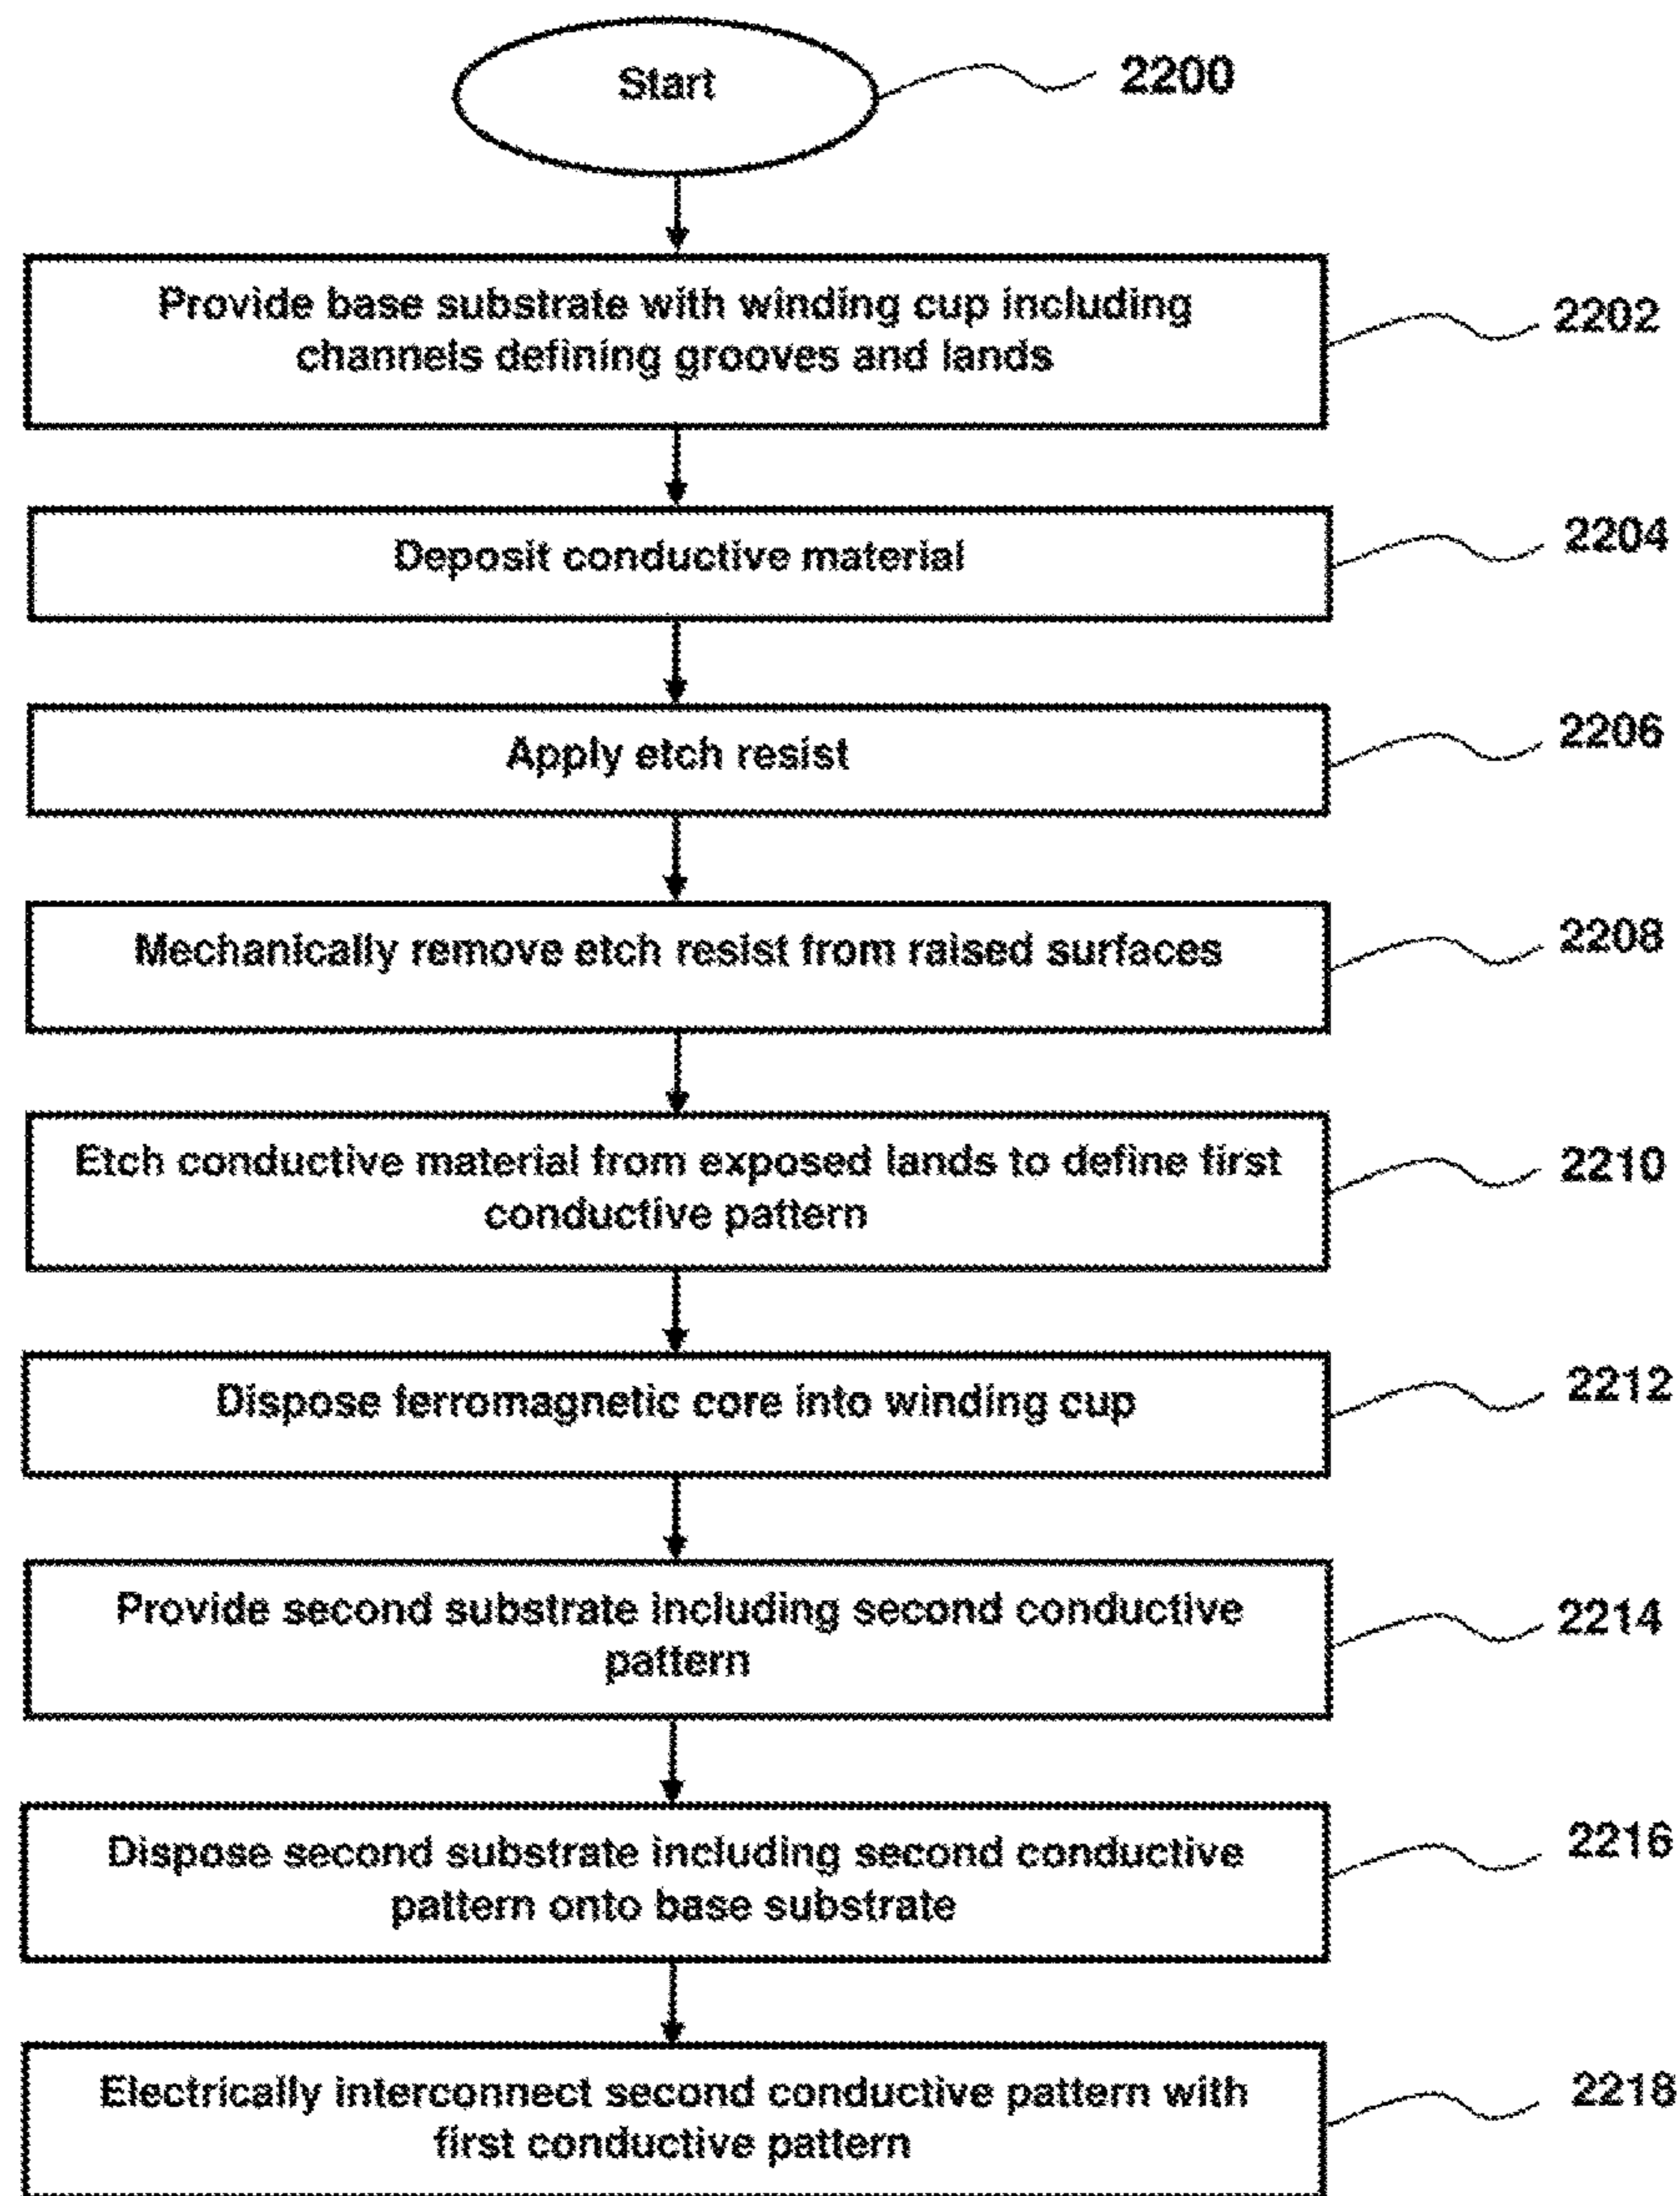 Start
2200
Provide base substrate with winding cup including
channels defining grooves and lands
2202
Deposit conductive material
2204
Apply etch resist
2206
Mechanically remove etch resist from raised surfaces
2208
Etch conductive material from exposed lands to define first
conductive pattern
2210
Dispose ferromagnetic core into winding cup
2212
Provide second substrate including second conductive
pattern
2214
Dispose second substrate including second conductive
pattern onto base substrate
2216
Electrically interconnect second conductive pattern with
first conductive pattern
2218